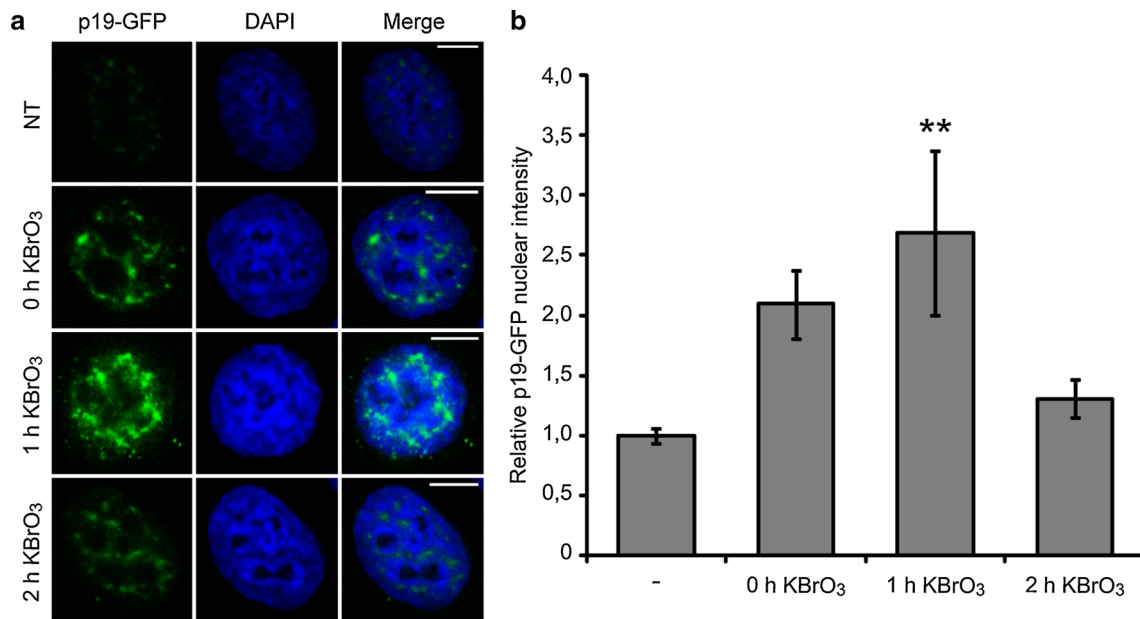 a
p19-GFP DAPI Merge
NT
0 h KBrO₃
1 h KBrO₃
2 h KBrO₃
b
Relative p19-GFP nuclear intensity
4,0
3,5
3,0
2,5
2,0
1,5
1,0
0,5
0
**
- 0 h KBrO₃ 1 h KBrO₃ 2 h KBrO₃